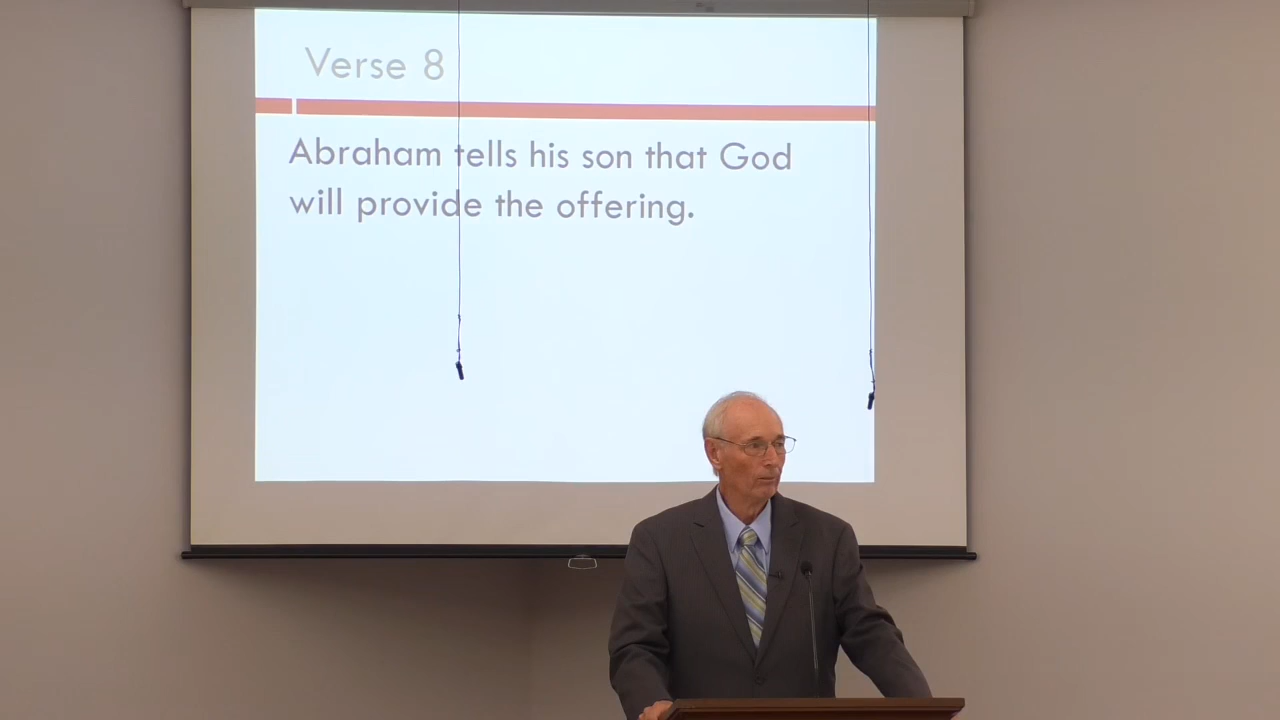 Verse 8
Abraham tells his son that God
will provide the offering.